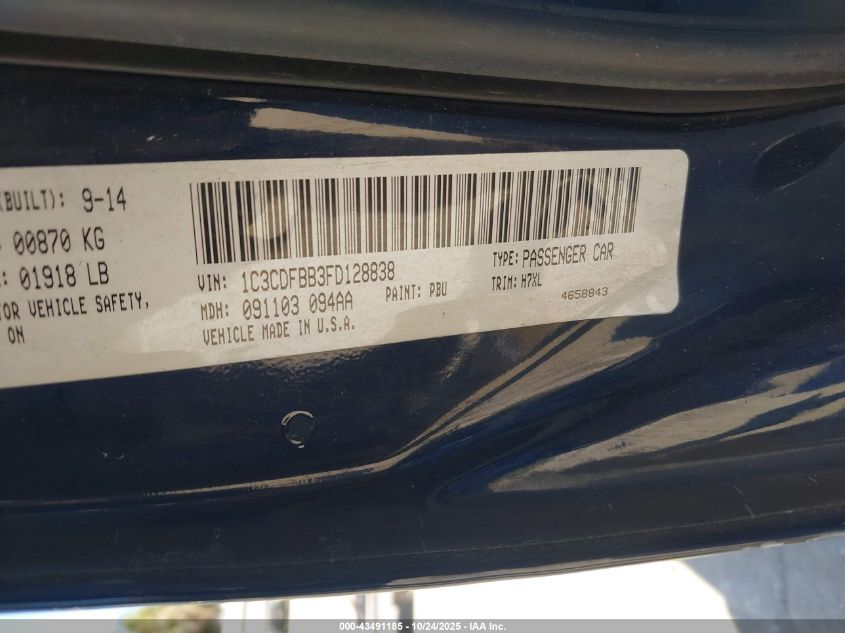 (BUILT): 9-14
00870 KG
: 01918 LB
OR VEHICLE SAFETY,
ON
VIN: 1C3CDFBB3FD128838
TYPE: PASSENGER CAR
MDH: 091103 094AA
PAINT: PBU
TRIM: H7XL
VEHICLE MADE IN U.S.A.
4658843
000-43491185 - 10/24/2025 - IAA Inc.